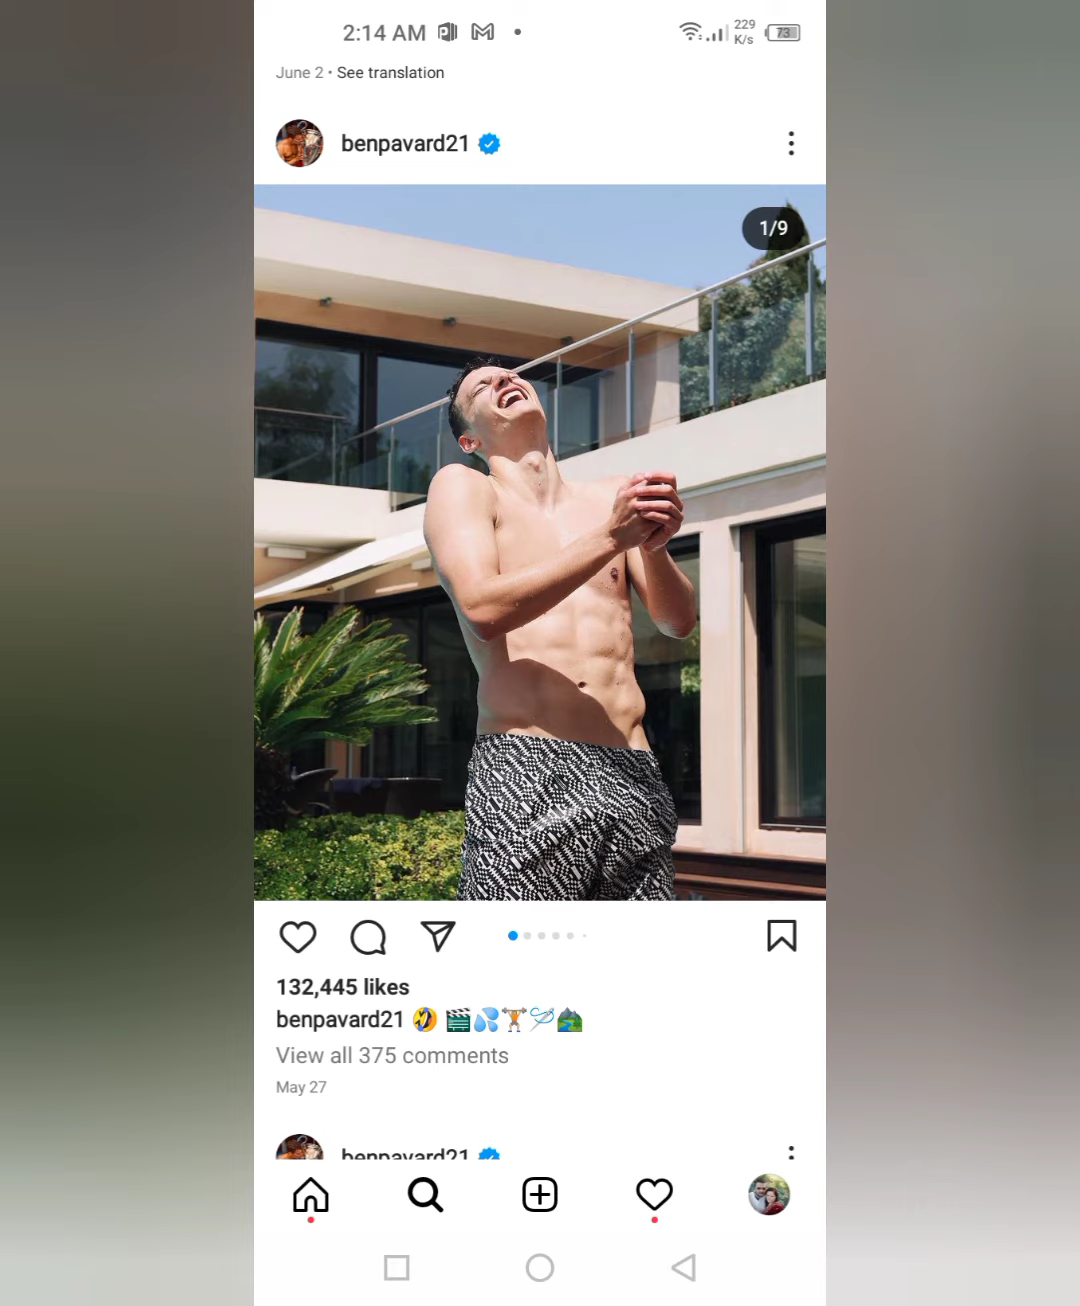 2:14 AM
229
K/s
73
June 2 • See translation
benpavard21
1/9
132,445 likes
benpavard21 🤣 🎬💦🏋️🪡🏞️
View all 375 comments
May 27
benpavard21